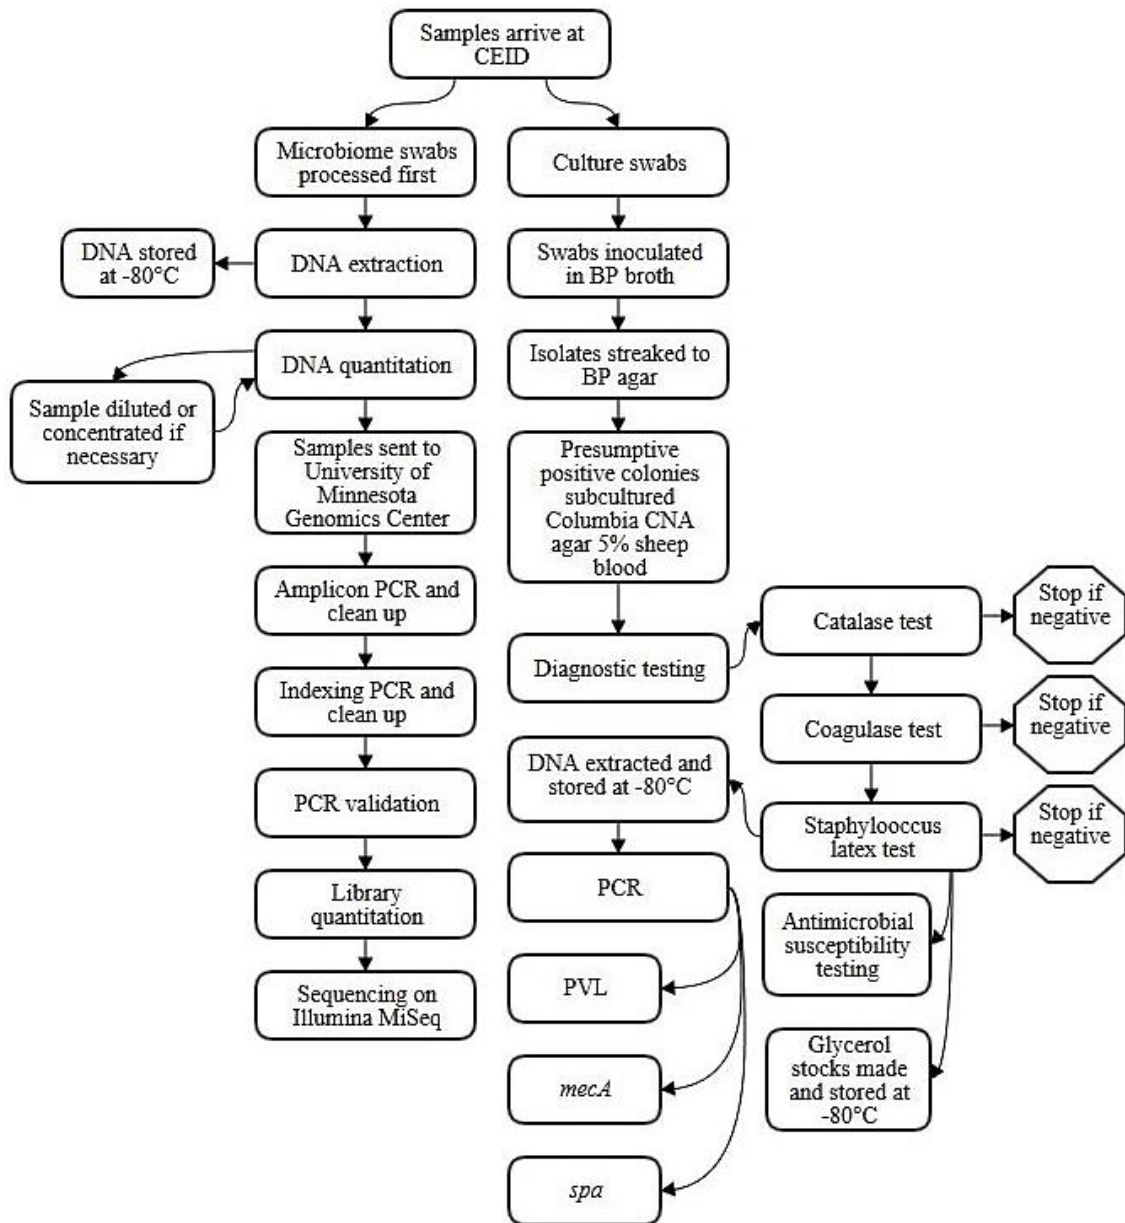 Samples arrive at
CEID
Microbiome swabs
processed first
Culture swabs
DNA stored
at -80°C
DNA extraction
Swabs inoculated
in BP broth
DNA quantitation
Isolates streaked to
BP agar
Sample diluted or
concentrated if
necessary
Samples sent to
University of
Minnesota
Genomics Center
Presumptive
positive colonies
subcultured
Columbia CNA
agar 5% sheep
blood
Amplicon PCR and
clean up
Diagnostic testing
Catalase test
Stop if
negative
Indexing PCR and
clean up
Coagulase test
Stop if
negative
PCR validation
DNA extracted and
stored at -80°C
Staphylooccus
latex test
Stop if
negative
Library
quantitation
PCR
Antimicrobial
susceptibility
testing
Sequencing on
Illumina MiSeq
PVL
Glycerol
stocks made
and stored at
-80°C
mecA
spa